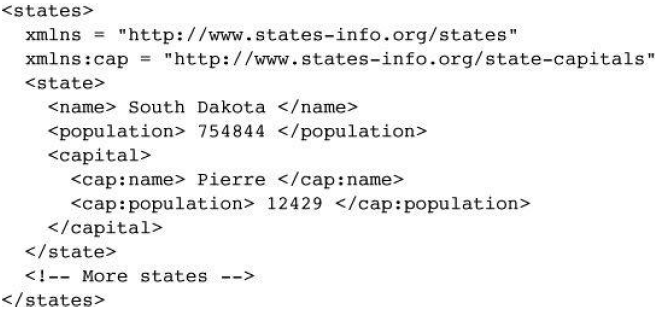 <states>
xmlns = "http://www.states-info.org/states"
xmlns:cap = "http://www.states-info.org/state-capitals"
<state>
<name> South Dakota </name>
<population> 754844 </population>
<capital>
<cap:name> Pierre </cap:name>
<cap:population> 12429 </cap:population>
</capital>
</state>
<!-- More states -->
</states>